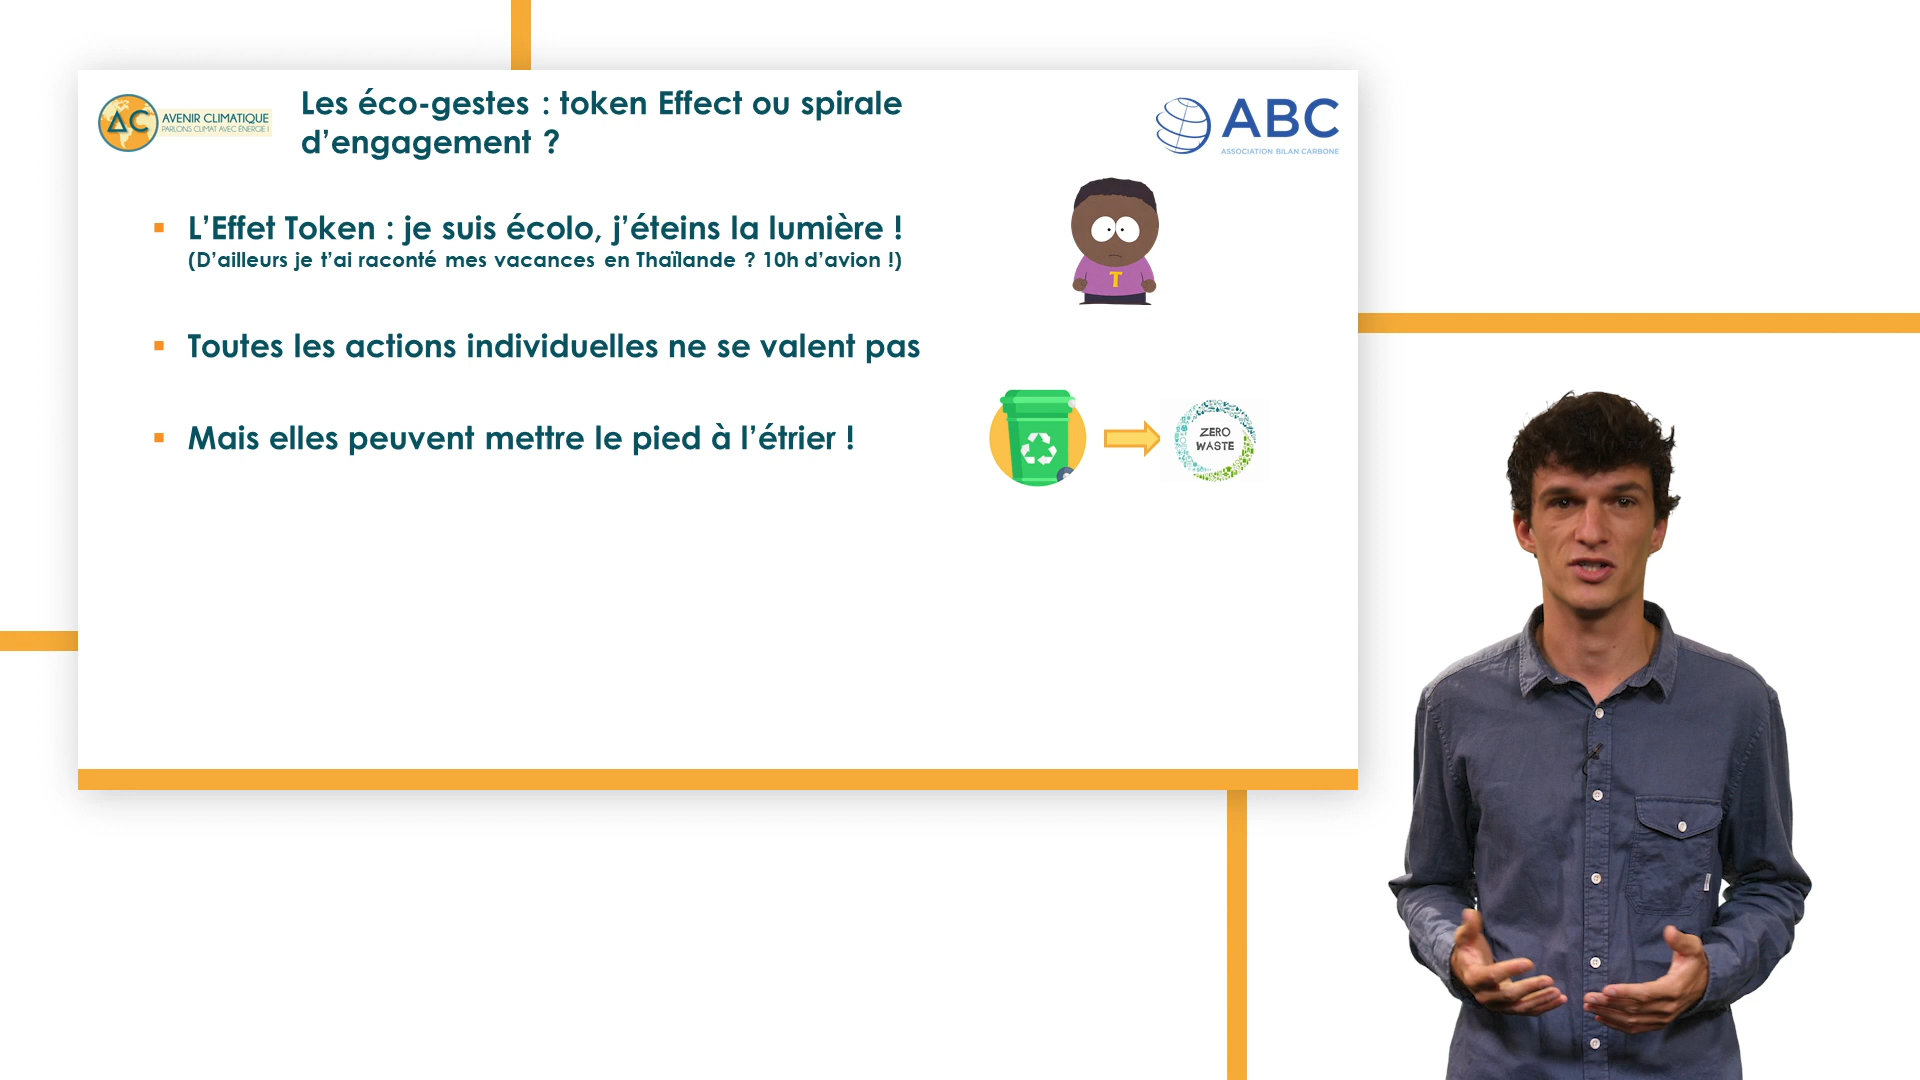 AVENIR CLIMATIQUE
PARLONS CLIMAT AVEC ÉNERGIE !
Les éco-gestes : token Effect ou spirale
d’engagement ?
ABC
ASSOCIATION BILAN CARBONE
L’Effet Token : je suis écolo, j’éteins la lumière !
(D’ailleurs je t’ai raconté mes vacances en Thaïlande ? 10h d’avion !)
T
Toutes les actions individuelles ne se valent pas
Mais elles peuvent mettre le pied à l’étrier !
ZERO
WASTE